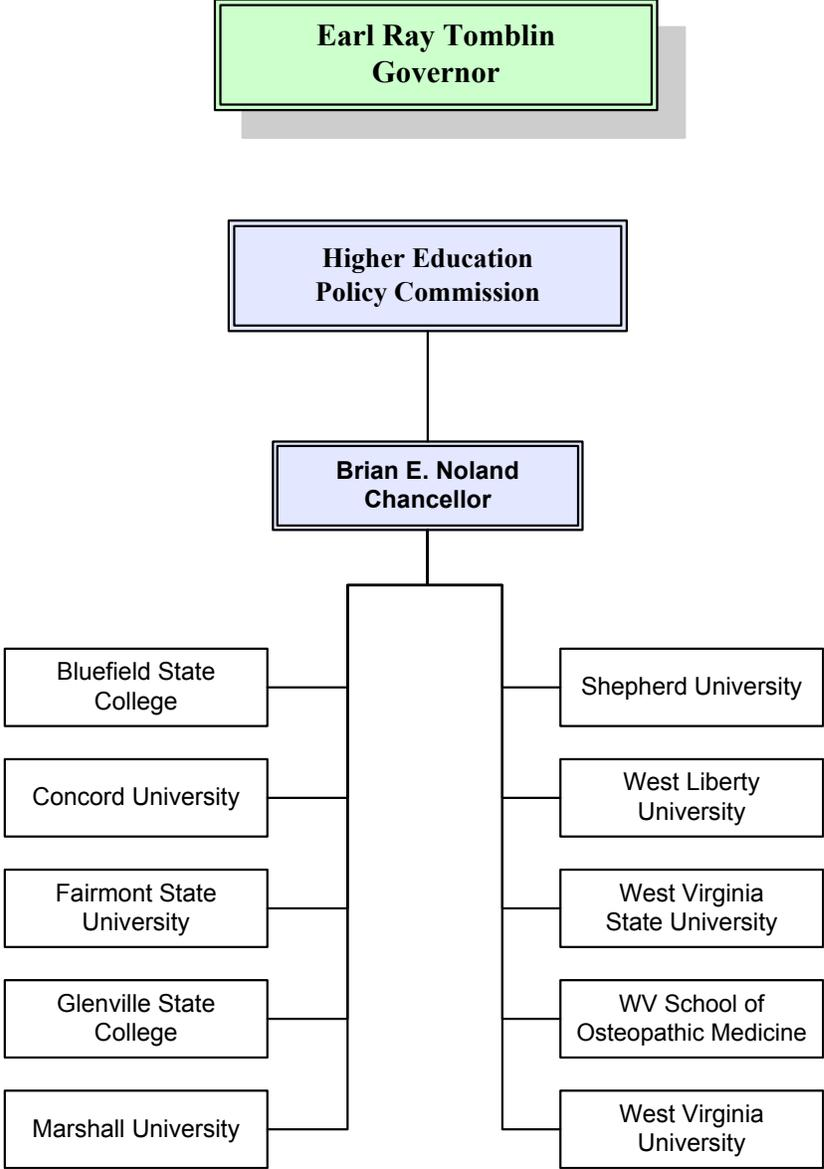 Earl Ray Tomblin
Governor
Higher Education
Policy Commission
Brian E. Noland
Chancellor
Bluefield State
College
Concord University
Fairmont State
University
Glenville State
College
Marshall University
Shepherd University
West Liberty
University
West Virginia
State University
WV School of
Osteopathic Medicine
West Virginia
University